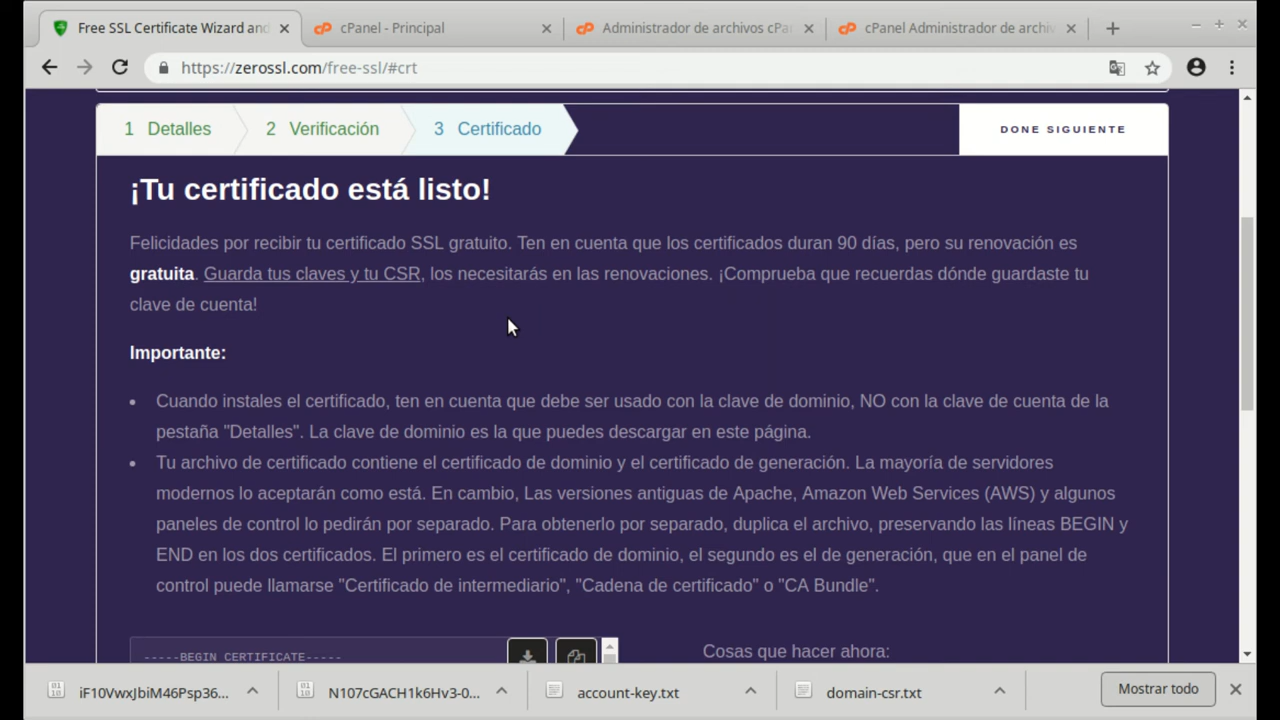 Free SSL Certificate Wizard and
cPanel - Principal
Administrador de archivos cPa
cPanel Administrador de archiv
https://zerossl.com/free-ssl/#crt
1 Detalles
2 Verificación
3 Certificado
DONE SIGUIENTE
¡Tu certificado está listo!
Felicidades por recibir tu certificado SSL gratuito. Ten en cuenta que los certificados duran 90 días, pero su renovación es
gratuita. Guarda tus claves y tu CSR, los necesitarás en las renovaciones. ¡Comprueba que recuerdas dónde guardaste tu
clave de cuenta!
Importante:
• Cuando instales el certificado, ten en cuenta que debe ser usado con la clave de dominio, NO con la clave de cuenta de la
pestaña "Detalles". La clave de dominio es la que puedes descargar en este página.
• Tu archivo de certificado contiene el certificado de dominio y el certificado de generación. La mayoría de servidores
modernos lo aceptarán como está. En cambio, Las versiones antiguas de Apache, Amazon Web Services (AWS) y algunos
paneles de control lo pedirán por separado. Para obtenerlo por separado, duplica el archivo, preservando las líneas BEGIN y
END en los dos certificados. El primero es el certificado de dominio, el segundo es el de generación, que en el panel de
control puede llamarse "Certificado de intermediario", "Cadena de certificado" o "CA Bundle".
-----BEGIN CERTIFICATE-----
Cosas que hacer ahora:
iF10VwxJbiM46Psp36...
N107cGACH1k6Hv3-0...
account-key.txt
domain-csr.txt
Mostrar todo